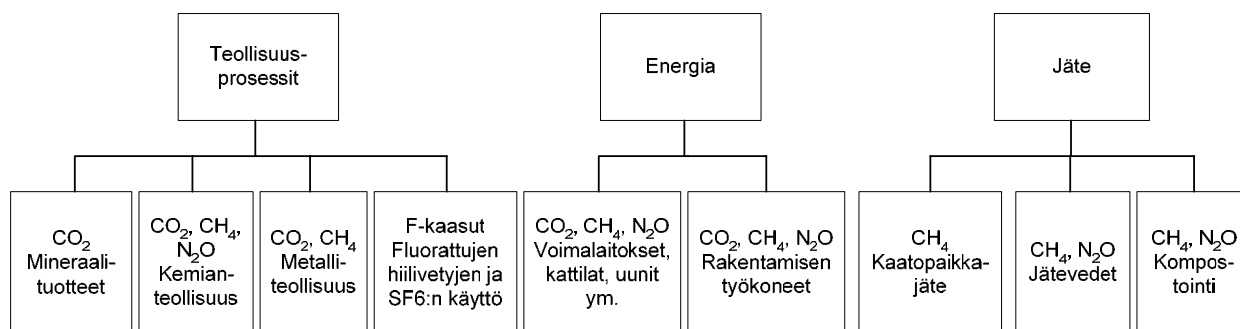 Teollisuus-
prosessit
Energia
Jäte
CO₂
Mineraali-
tuotteet
CO₂, CH₄,
N₂O
Kemian-
teollisuus
CO₂, CH₄
Metalli-
teollisuus
F-kaasut
Fluorattujen
hiilivetyjen ja
SF6:n käyttö
CO₂, CH₄, N₂O
Voimalaitokset,
kattilat, uunit
ym.
CO₂, CH₄, N₂O
Rakentamisen
työkoneet
CH₄
Kaatopaikka-
jäte
CH₄, N₂O
Jätevedet
CH₄, N₂O
Kompos-
tointi